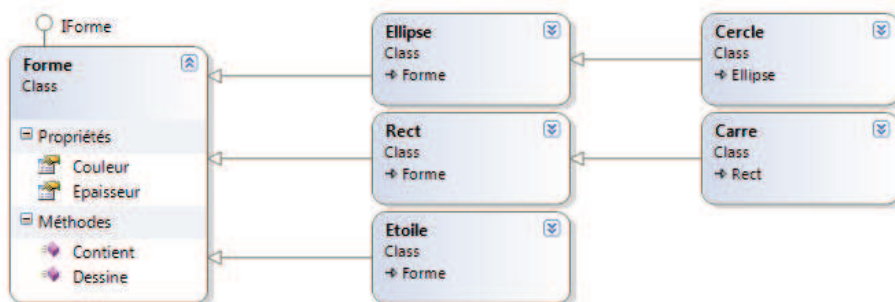 IForme
Forme
Class
Propriétés
Couleur
Epaisseur
Méthodes
Contient
Dessine
Ellipse
Class
Forme
Rect
Class
Forme
Etoile
Class
Forme
Cercle
Class
Ellipse
Carre
Class
Rect